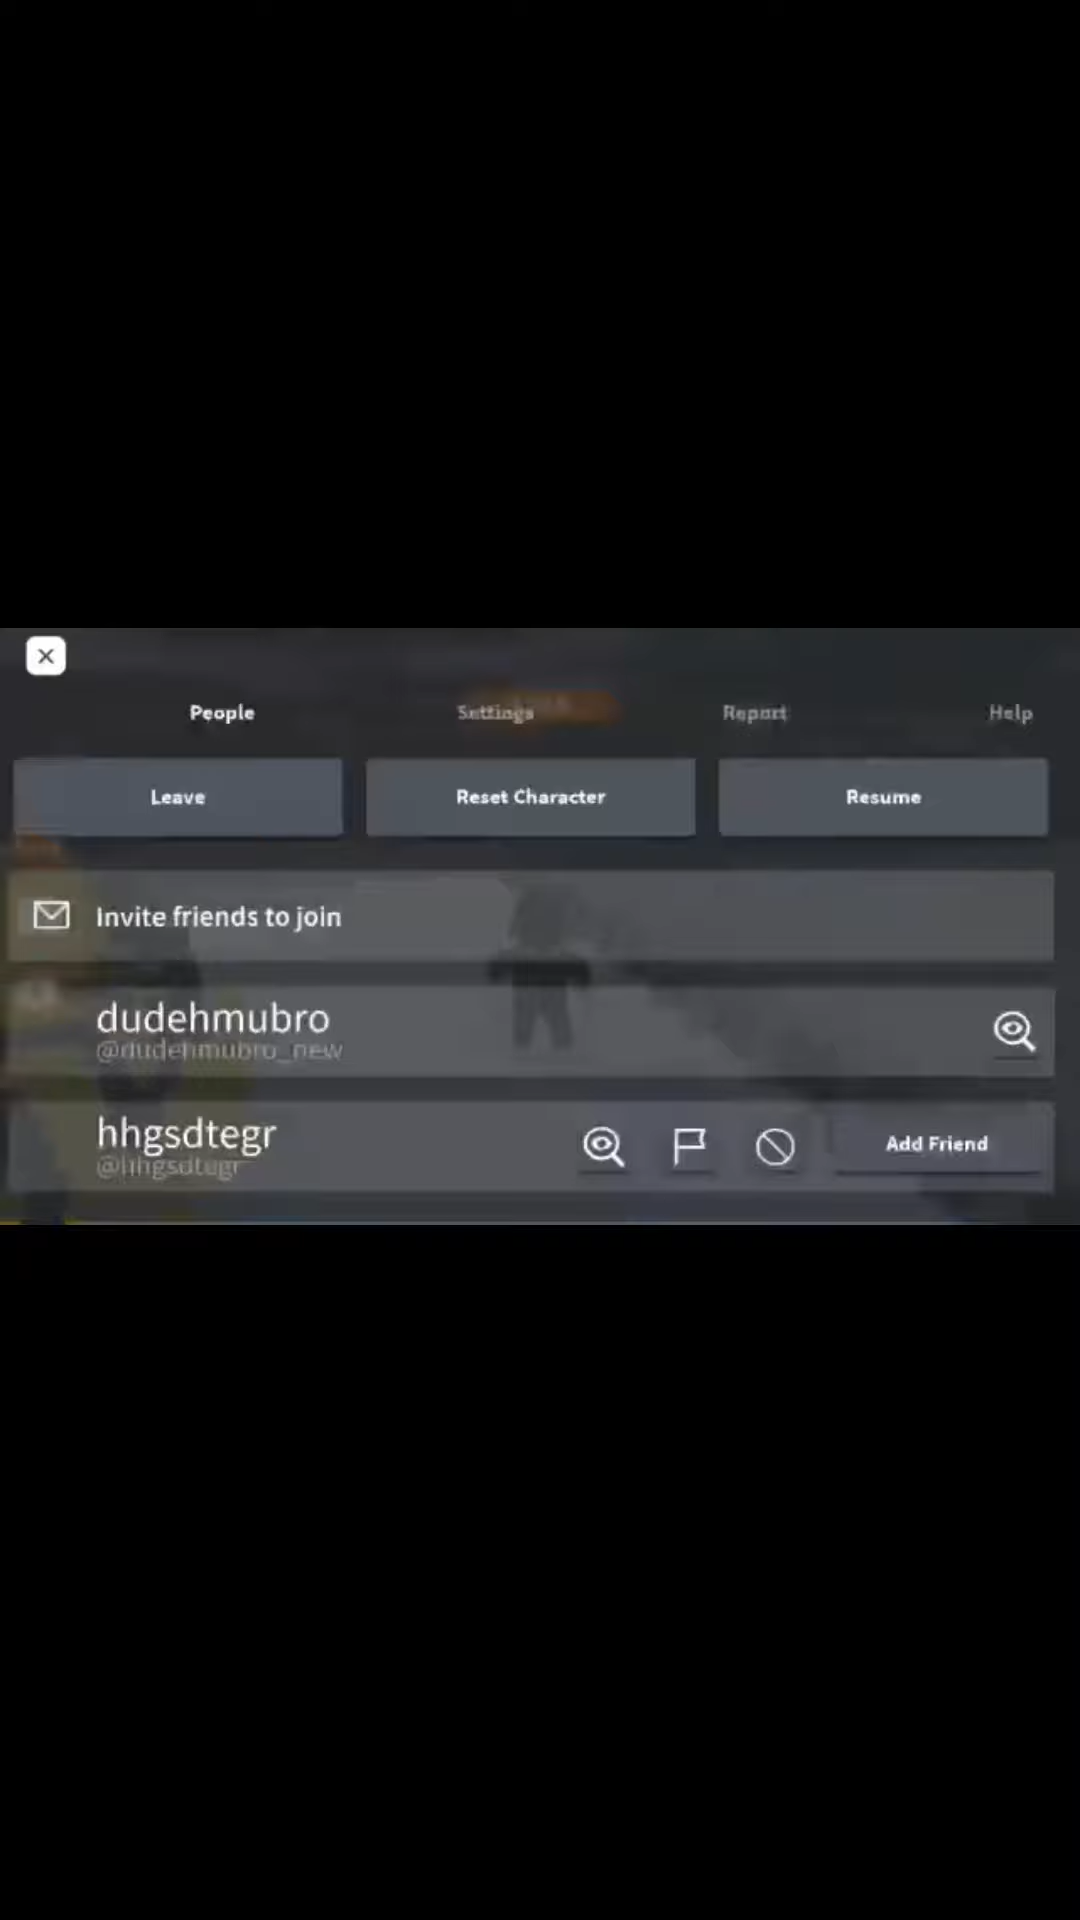 People Settings Report Help
Leave Reset Character Resume
Invite friends to join
dudehmubro
@dudehmubro_new
hhgsdtegr
@hhgsdtegr
Add Friend